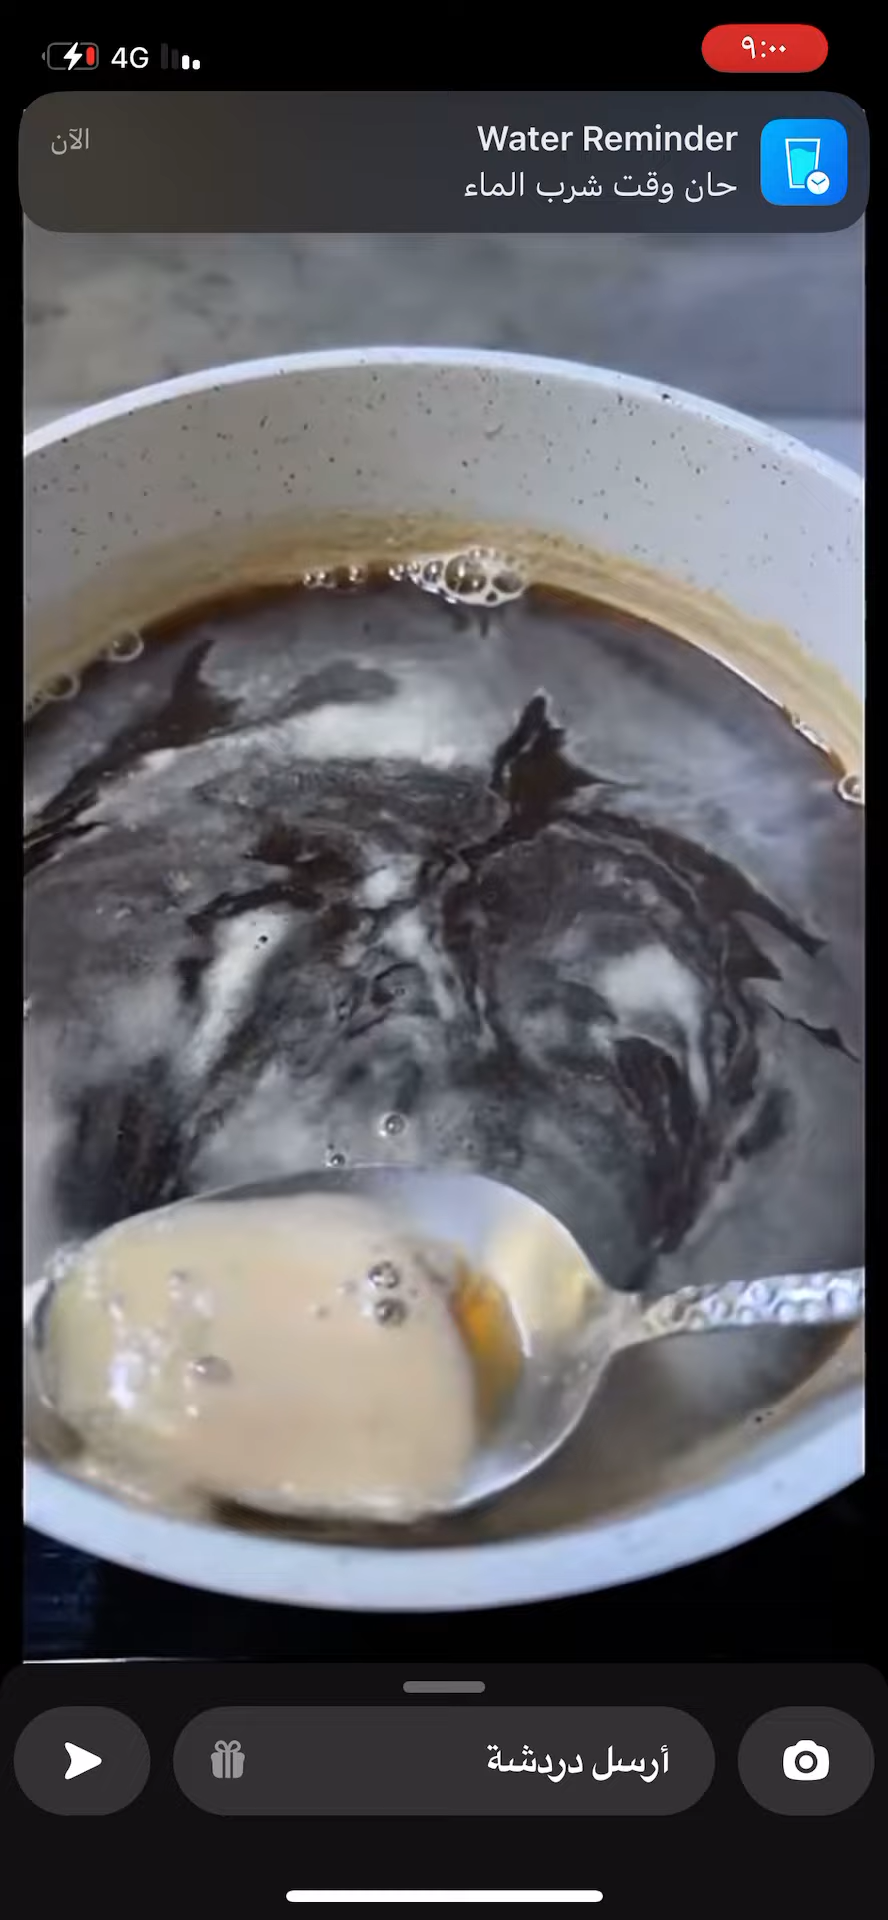 4G
٩:٠٠
Water Reminder
الآن
حان وقت شرب الماء
أرسل دردشة